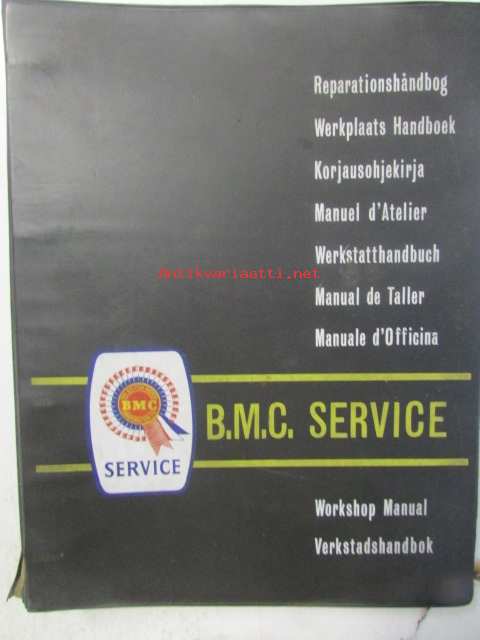 Reparationshåndbog
Werkplaats Handboek
Korjausohjekirja
Manuel d'Atelier
Werkstatthandbuch
Antikvariaatti.net
Manual de Taller
Manuale d'Officina
BMC
SERVICE
B.M.C. SERVICE
Workshop Manual
Verkstadshandbok